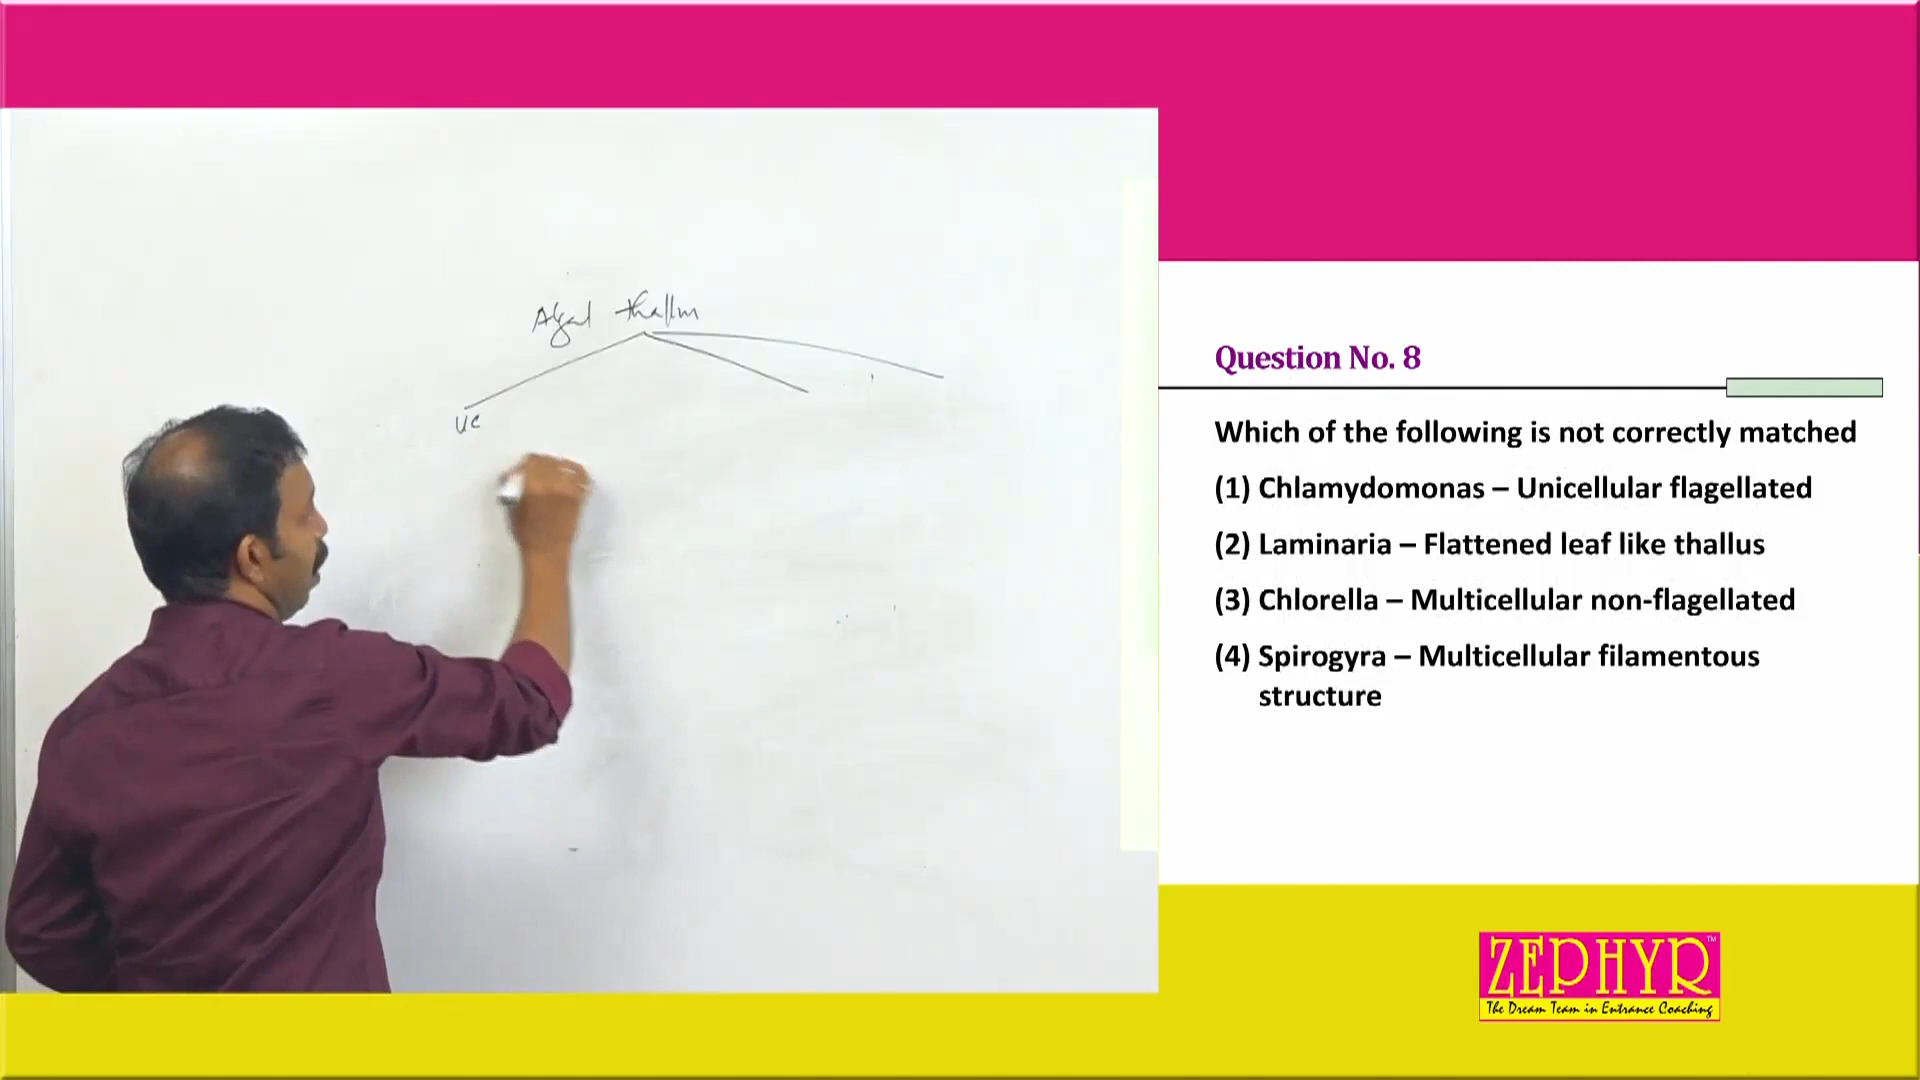 Algal thallus
UC
Question No. 8
Which of the following is not correctly matched
(1) Chlamydomonas – Unicellular flagellated
(2) Laminaria – Flattened leaf like thallus
(3) Chlorella – Multicellular non-flagellated
(4) Spirogyra – Multicellular filamentous
structure
ZEPHYR™
The Dream Team in Entrance Coaching